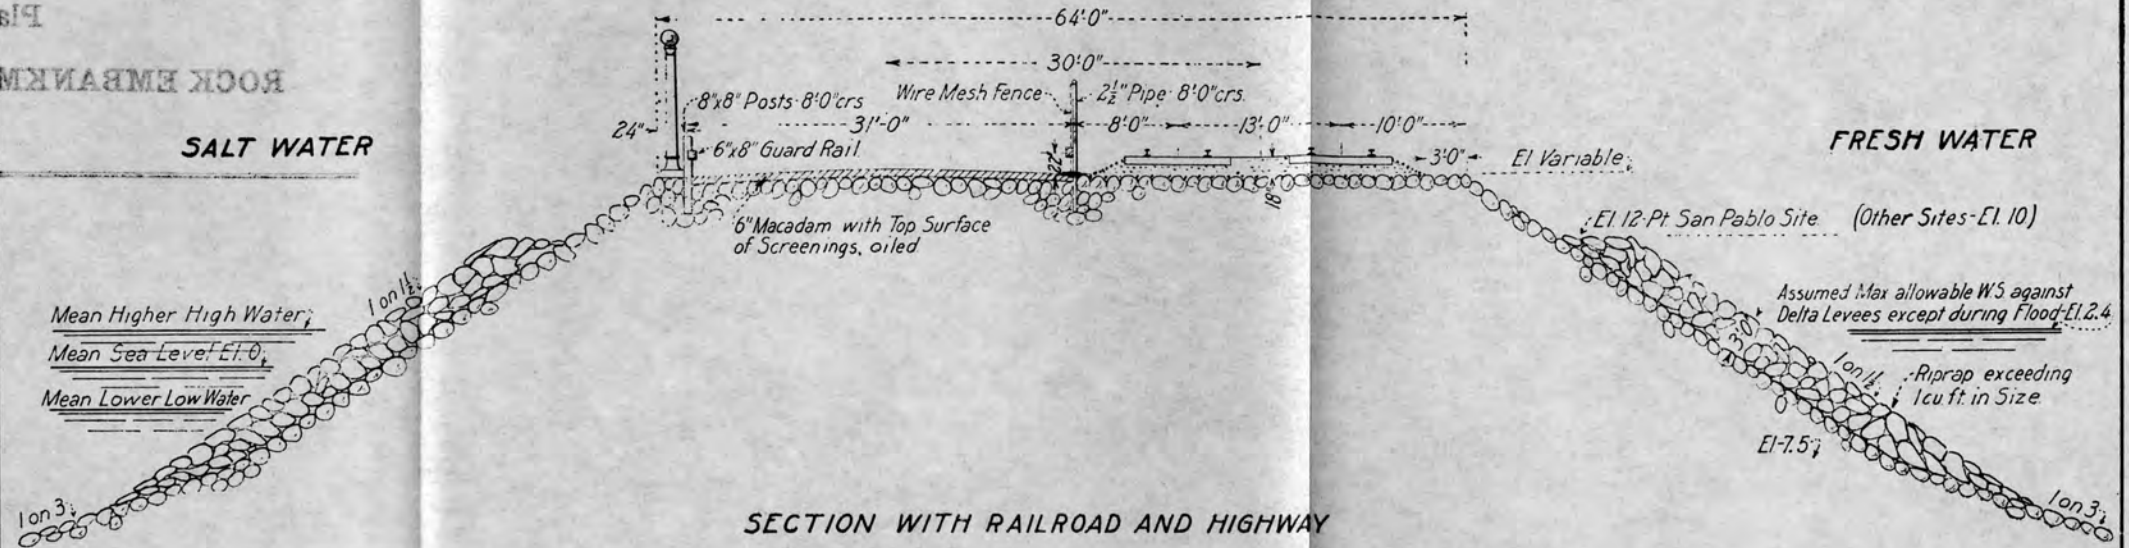 Pla
ROCK EMBANKM
64'0"
30'0"
8"x8" Posts 8'0"crs
Wire Mesh Fence
2½" Pipe 8'0"crs.
24"
31'-0"
8'0"
13'0"
10'0"
SALT WATER
FRESH WATER
6"x8" Guard Rail
22"
3'0"
El Variable
18"
6" Macadam with Top Surface
of Screenings, oiled.
El. 12-Pt. San Pablo Site
(Other Sites-El. 10)
1 on 1½
Mean Higher High Water
Mean Sea Level El. 0
Mean Lower Low Water
Assumed Max allowable W.S. against
Delta Levees except during Flood-El. 2.4
3'0"
1 on 1½
Riprap exceeding
1 cu. ft. in Size
El-7.5
1 on 3
1 on 3
SECTION WITH RAILROAD AND HIGHWAY